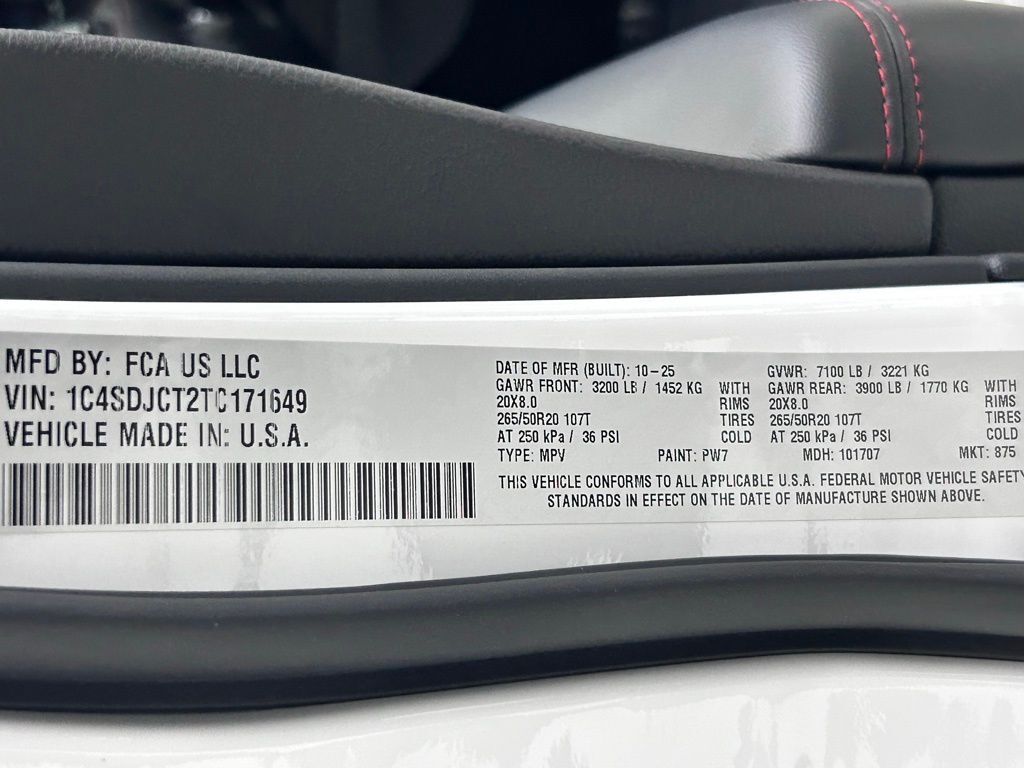 MFD BY: FCA US LLC
VIN: 1C4SDJCT2TC171649
VEHICLE MADE IN: U.S.A.
DATE OF MFR (BUILT): 10-25
GAWR FRONT: 3200 LB / 1452 KG WITH
20X8.0 RIMS
265/50R20 107T TIRES
AT 250 kPa / 36 PSI COLD
GVWR: 7100 LB / 3221 KG
GAWR REAR: 3900 LB / 1770 KG WITH
20X8.0 RIMS
265/50R20 107T TIRES
AT 250 kPa / 36 PSI COLD
TYPE: MPV PAINT: PW7 MDH: 101707 MKT: 875
THIS VEHICLE CONFORMS TO ALL APPLICABLE U.S.A. FEDERAL MOTOR VEHICLE SAFETY
STANDARDS IN EFFECT ON THE DATE OF MANUFACTURE SHOWN ABOVE.